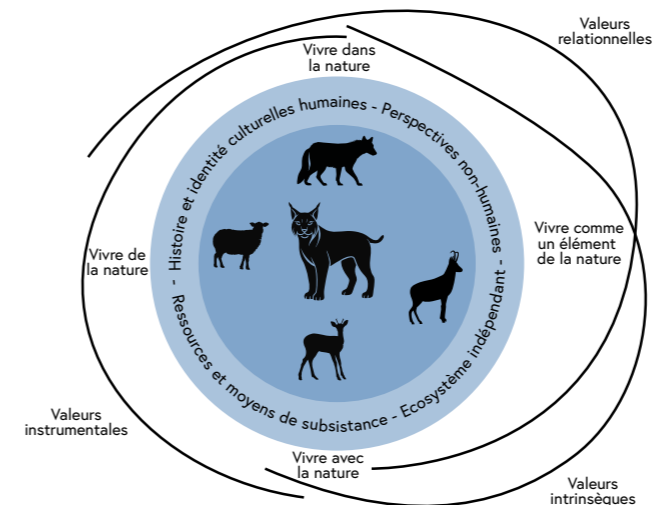 Valeurs
relationnelles
Vivre dans
la nature
Histoire et identité culturelles humaines - Perspectives non-humaines -
Vivre de
la nature
Vivre comme
un élément
de la nature
- Ressources et moyens de subsistance - Ecosystème indépendant
Valeurs
instrumentales
Vivre avec
la nature
Valeurs
intrinsèques